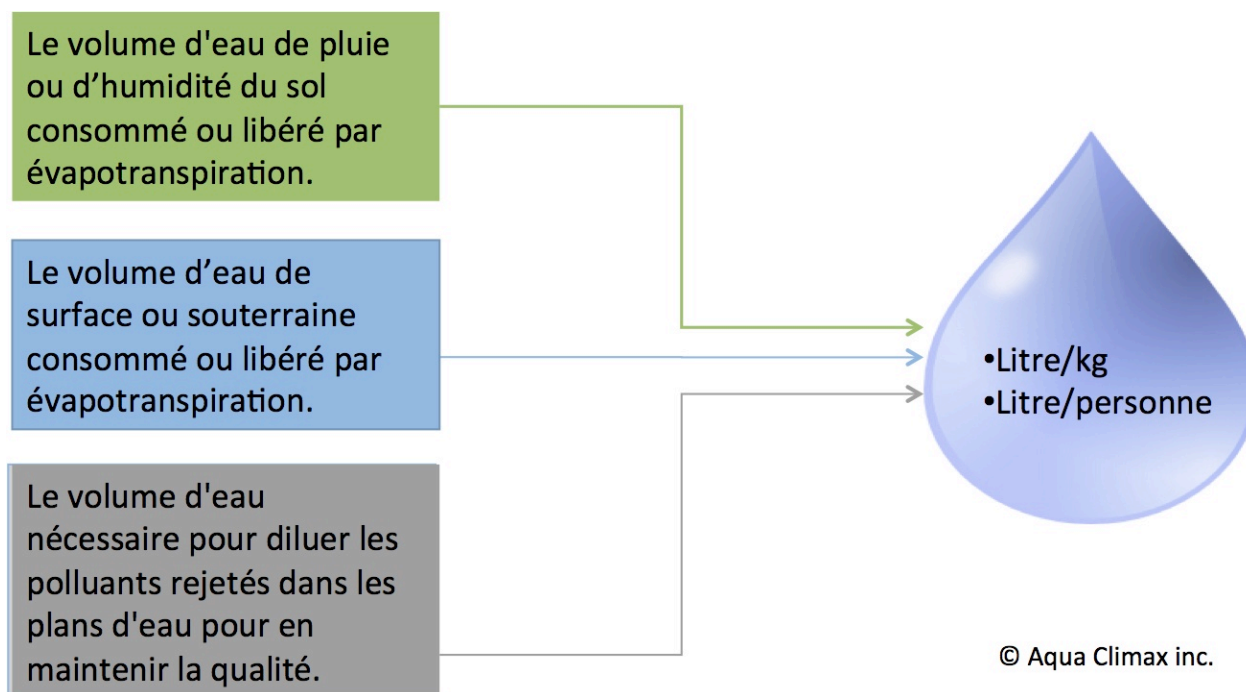 Le volume d'eau de pluie
ou d’humidité du sol
consommé ou libéré par
évapotranspiration.
Le volume d’eau de
surface ou souterraine
consommé ou libéré par
évapotranspiration.
Le volume d'eau
nécessaire pour diluer les
polluants rejetés dans les
plans d'eau pour en
maintenir la qualité.
•Litre/kg
•Litre/personne
© Aqua Climax inc.